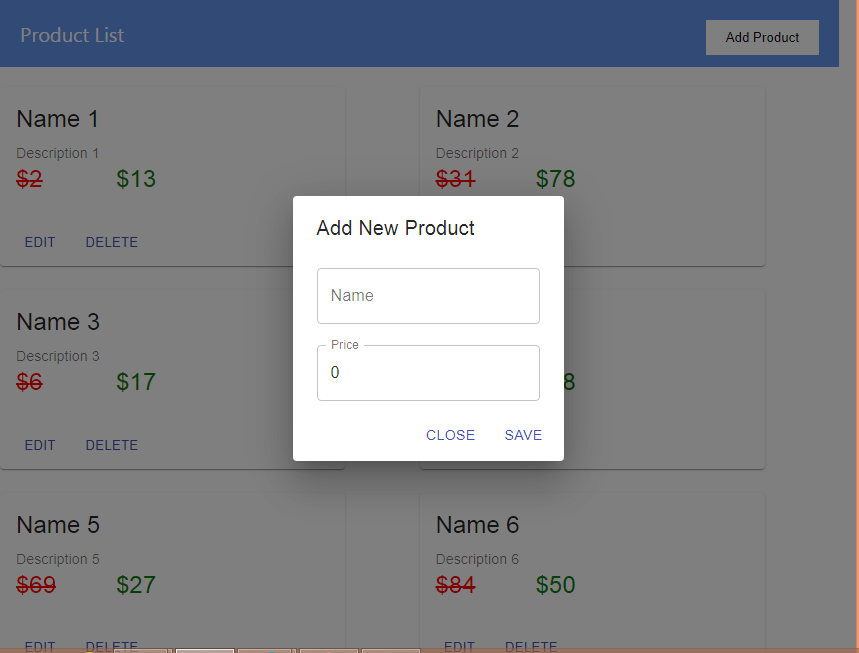 Product List
Add Product
Name 1
Description 1
$2 $13
EDIT DELETE
Name 2
Description 2
$31 $78
Add New Product
Name
Price
0
CLOSE SAVE
Name 3
Description 3
$6 $17
EDIT DELETE
8
Name 5
Description 5
$69 $27
EDIT DELETE
Name 6
Description 6
$84 $50
EDIT DELETE